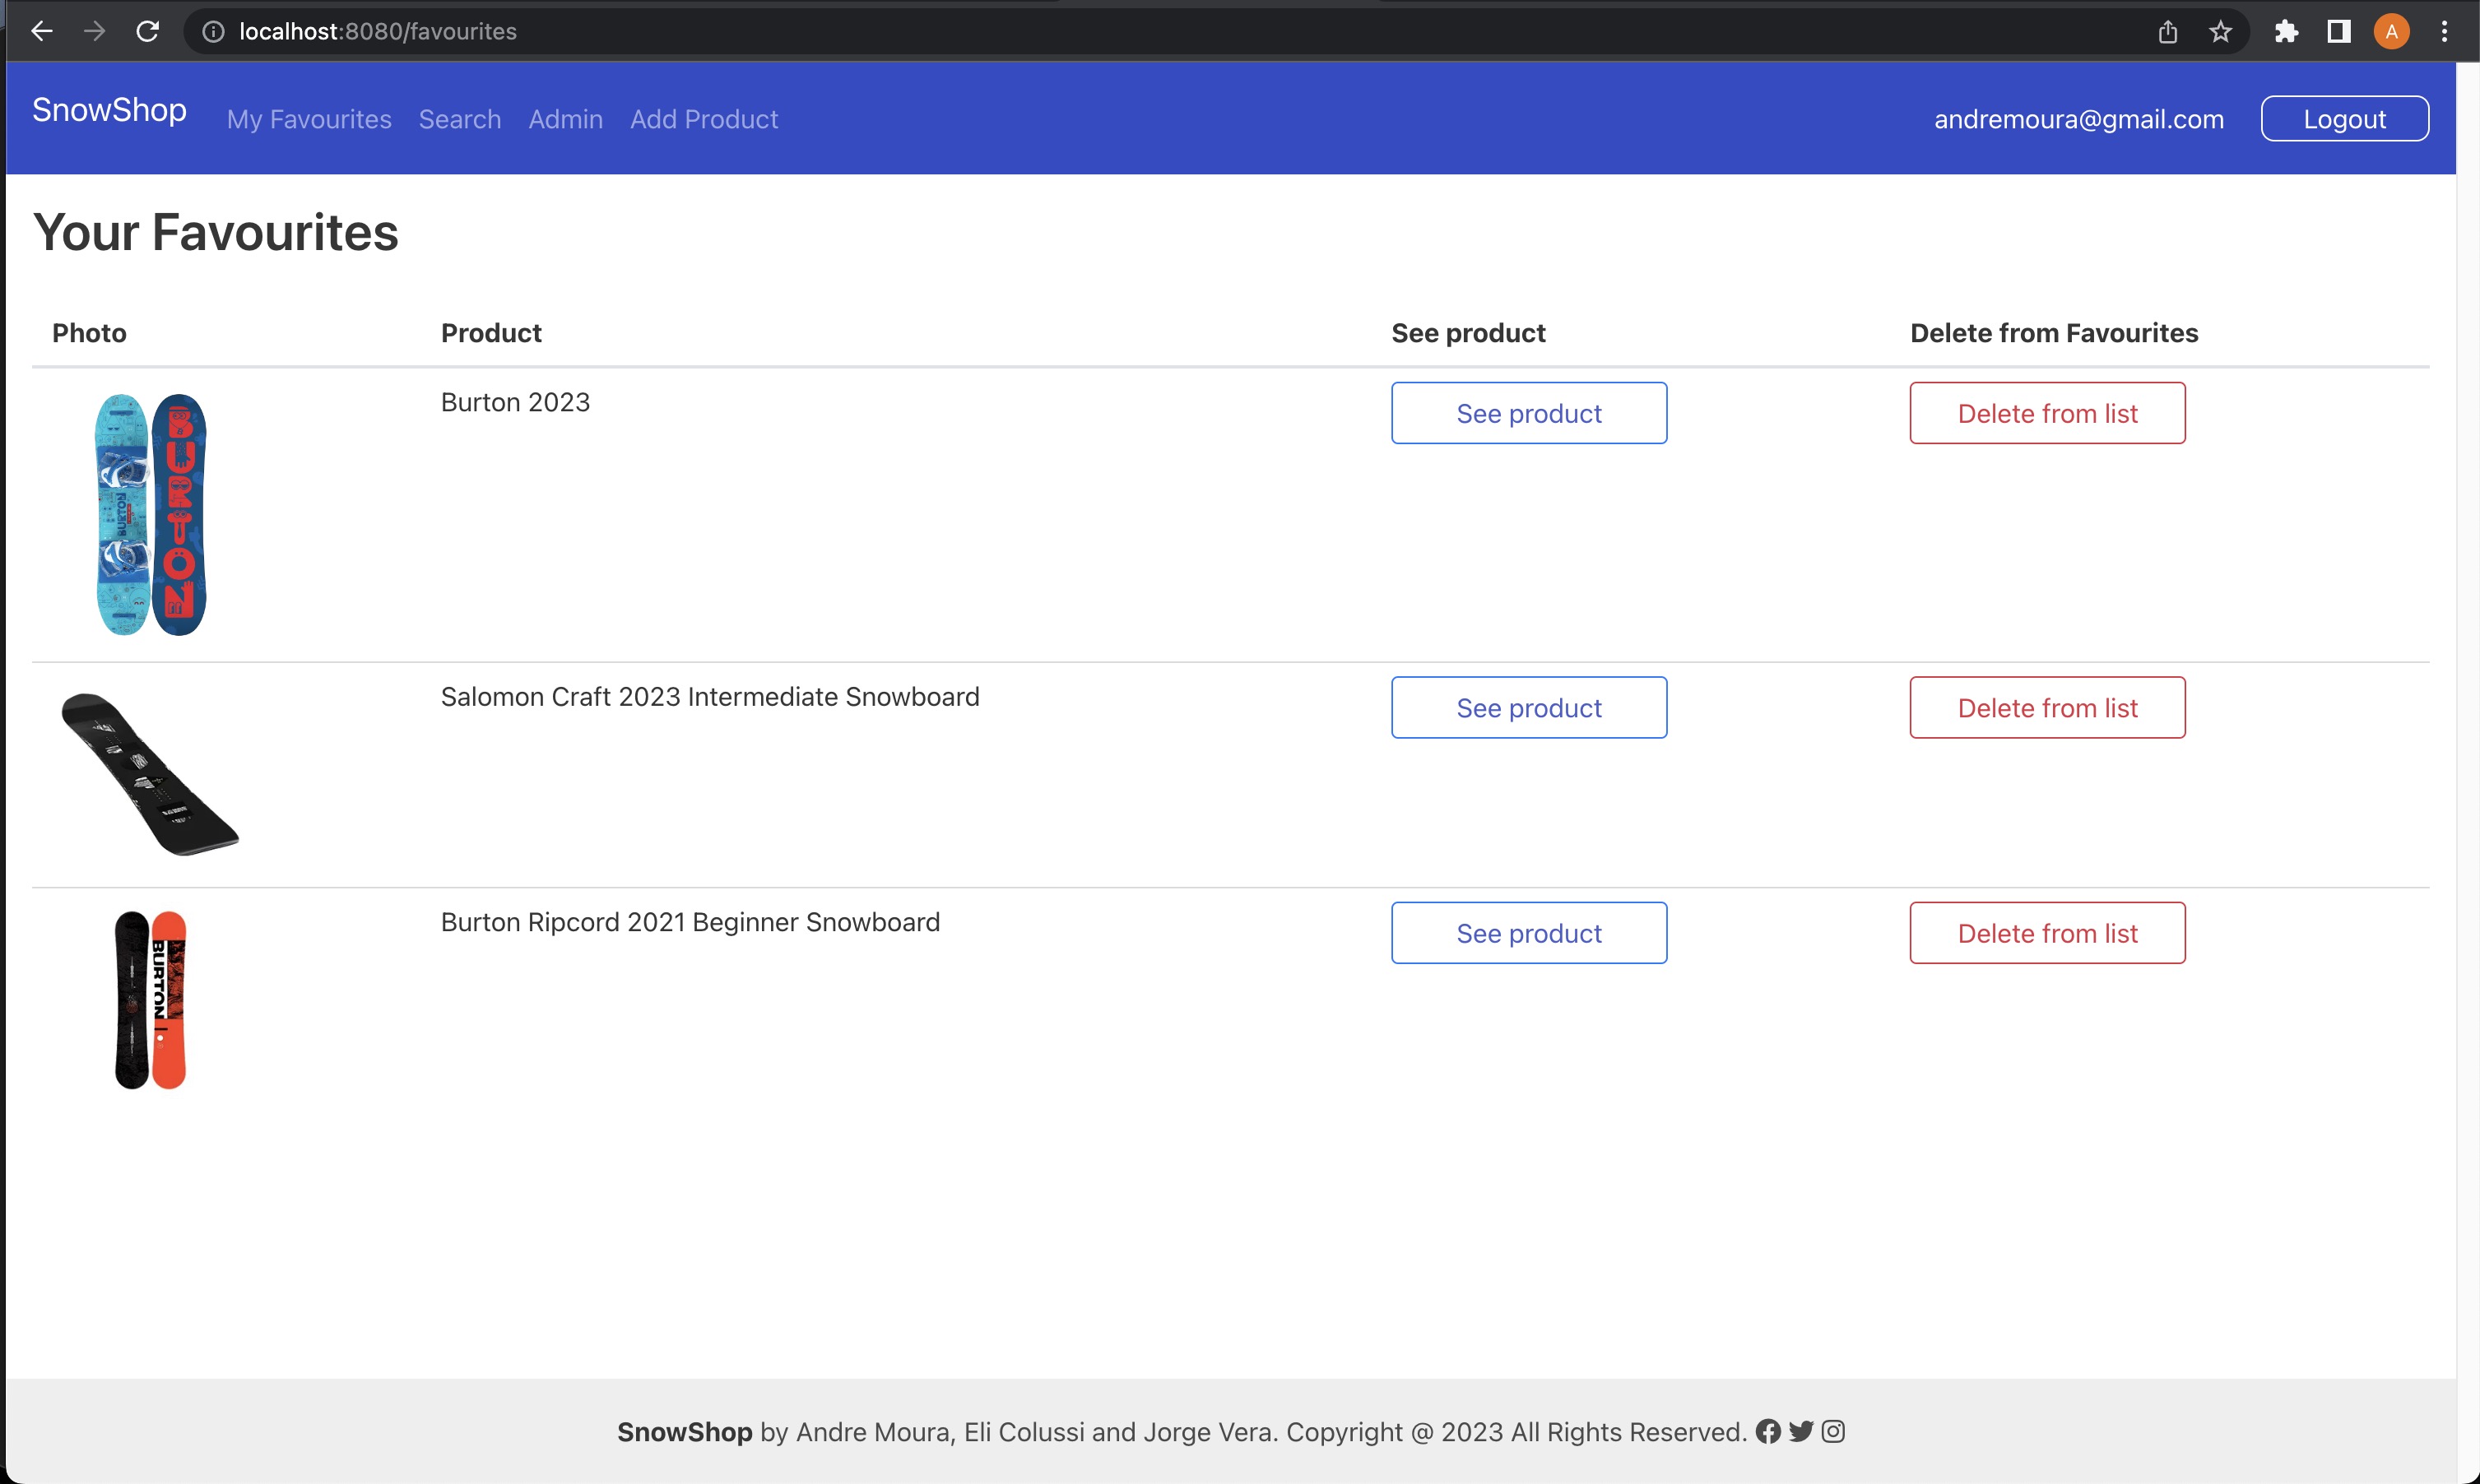 localhost:8080/favourites
A
SnowShop My Favourites Search Admin Add Product andremoura@gmail.com Logout
Your Favourites
Photo Product See product Delete from Favourites
Burton 2023 See product Delete from list
BURTON
BURTON
Salomon Craft 2023 Intermediate Snowboard See product Delete from list
Burton Ripcord 2021 Beginner Snowboard See product Delete from list
BURTON
SnowShop by Andre Moura, Eli Colussi and Jorge Vera. Copyright @ 2023 All Rights Reserved.